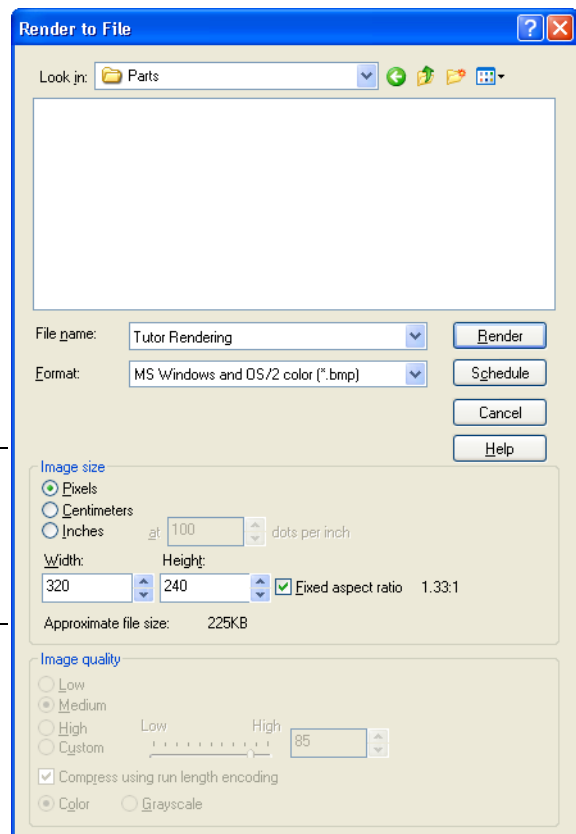 Render to File
Look in: Parts
File name: Tutor Rendering Render
Format: MS Windows and OS/2 color (*.bmp) Schedule
Cancel
Help
Image size
Pixels
Centimeters
Inches at 100 dots per inch
Width: Height:
320 240 Fixed aspect ratio 1.33:1
Approximate file size: 225KB
Image quality
Low
Medium
High Low High
Custom 85
Compress using run length encoding
Color Grayscale